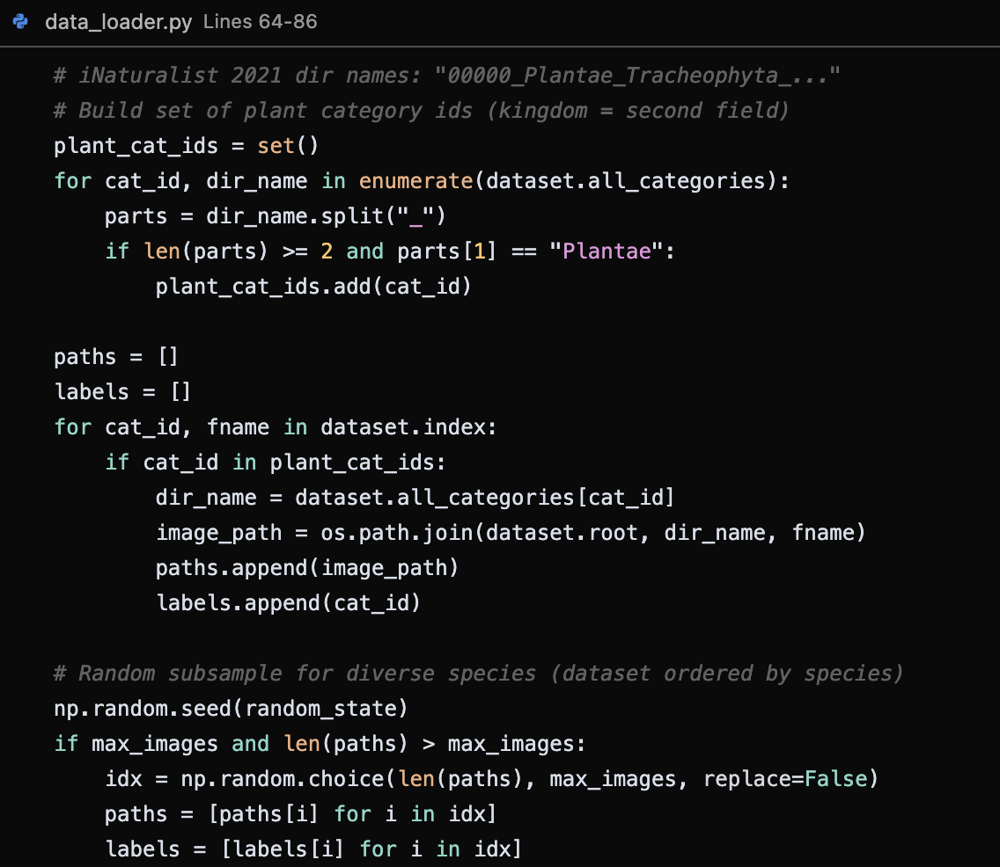 data_loader.py Lines 64-86
# iNaturalist 2021 dir names: "00000_Plantae_Tracheophyta_..."
# Build set of plant category ids (kingdom = second field)
plant_cat_ids = set()
for cat_id, dir_name in enumerate(dataset.all_categories):
    parts = dir_name.split("_")
    if len(parts) >= 2 and parts[1] == "Plantae":
        plant_cat_ids.add(cat_id)

paths = []
labels = []
for cat_id, fname in dataset.index:
    if cat_id in plant_cat_ids:
        dir_name = dataset.all_categories[cat_id]
        image_path = os.path.join(dataset.root, dir_name, fname)
        paths.append(image_path)
        labels.append(cat_id)

# Random subsample for diverse species (dataset ordered by species)
np.random.seed(random_state)
if max_images and len(paths) > max_images:
    idx = np.random.choice(len(paths), max_images, replace=False)
    paths = [paths[i] for i in idx]
    labels = [labels[i] for i in idx]